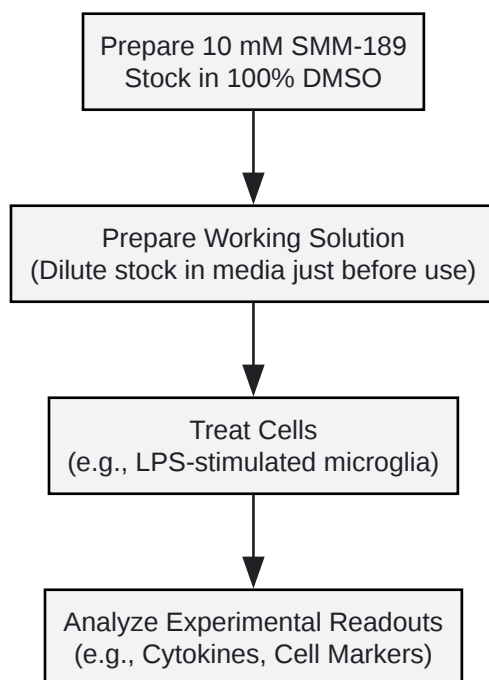 Prepare 10 mM SMM-189
Stock in 100% DMSO
Prepare Working Solution
(Dilute stock in media just before use)
Treat Cells
(e.g., LPS-stimulated microglia)
Analyze Experimental Readouts
(e.g., Cytokines, Cell Markers)